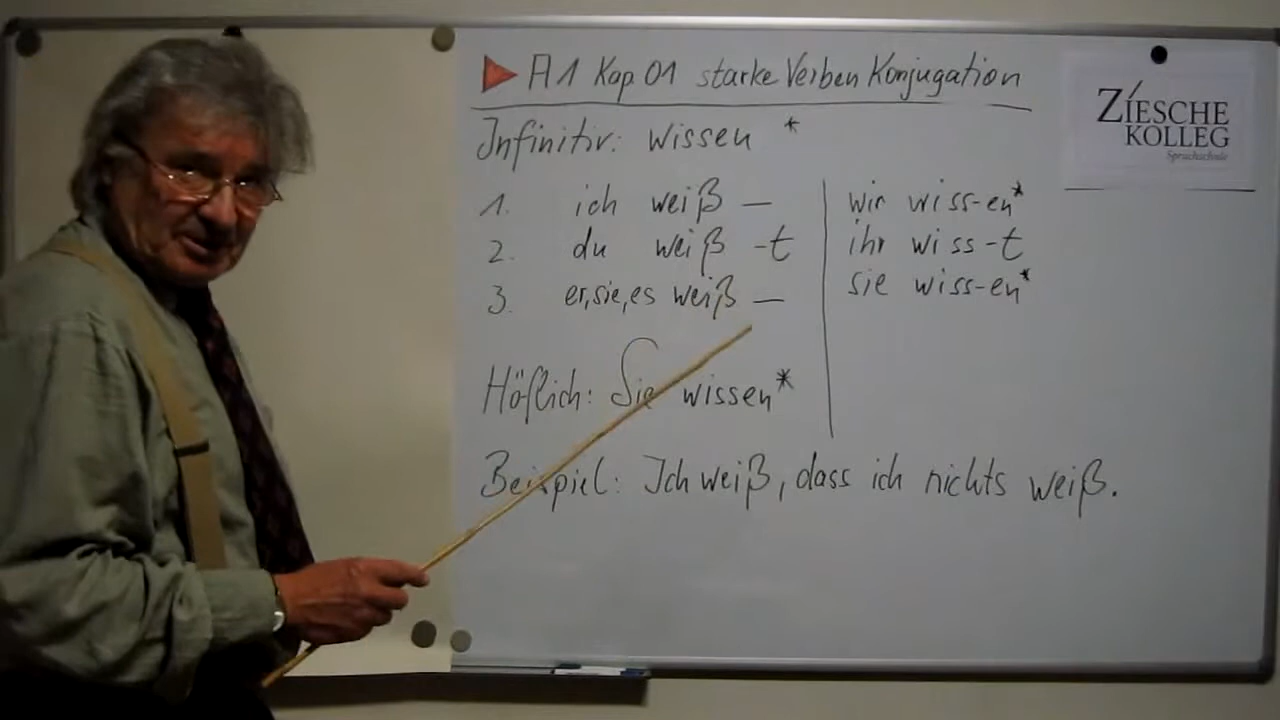 A1 Kap 01 starke Verben Konjugation
ZIESCHE
KOLLEG
Sprachschule
Infinitiv: wissen *
1. ich weiß — wir wiss-en*
2. du weiß -t ihr wiss-t
3. er,sie,es weiß — sie wiss-en*
Höflich: Sie wissen*
Beispiel: Ich weiß, dass ich nichts weiß.